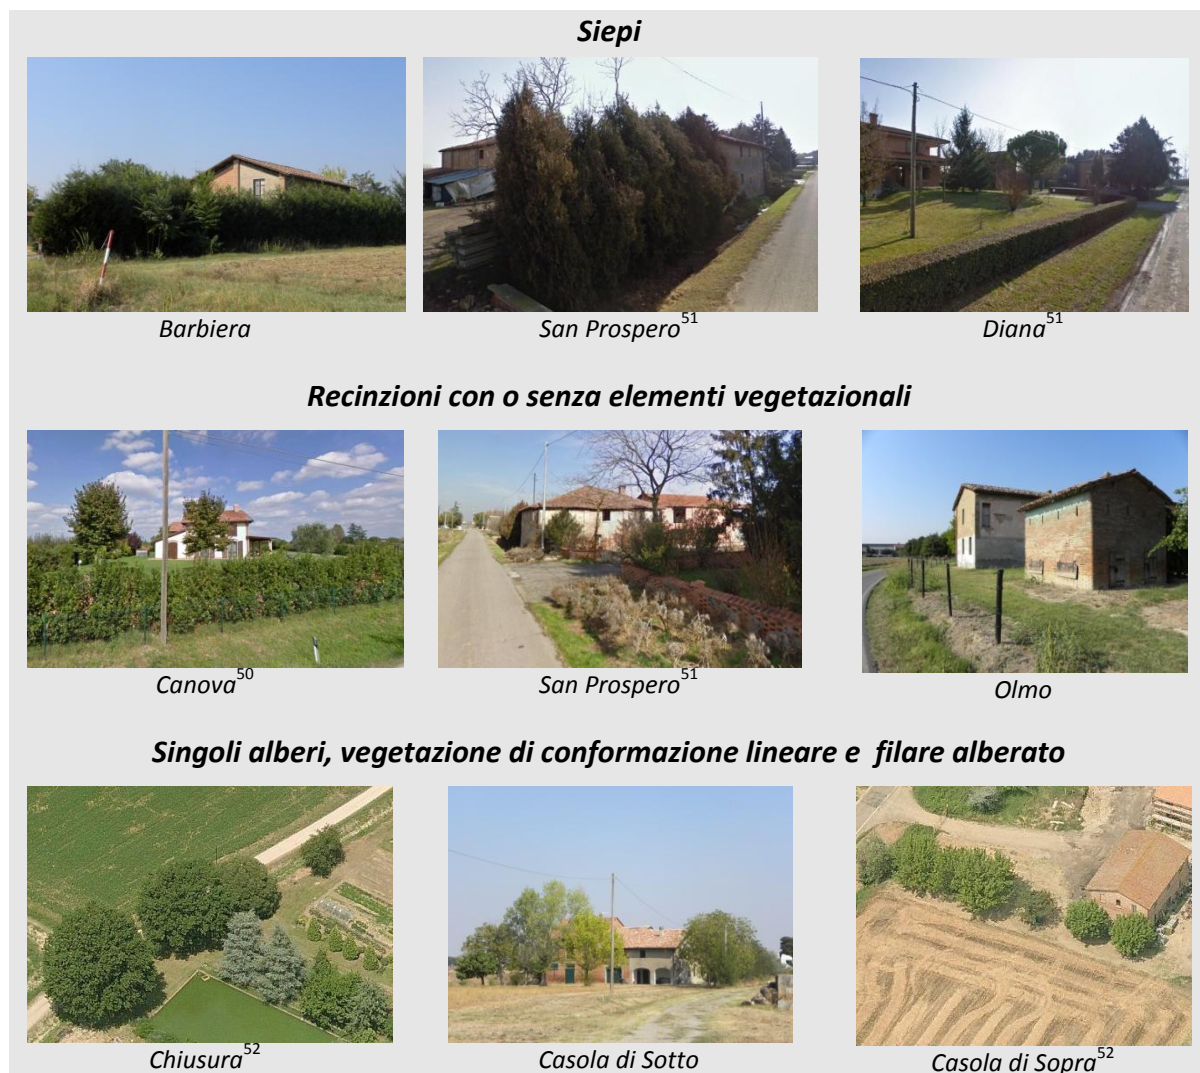 Siepi
Barbiera
San Prospero51
Diana51
Recinzioni con o senza elementi vegetazionali
Canova50
San Prospero51
Olmo
Singoli alberi, vegetazione di conformazione lineare e filare alberato
Chiusura52
Casola di Sotto
Casola di Sopra52